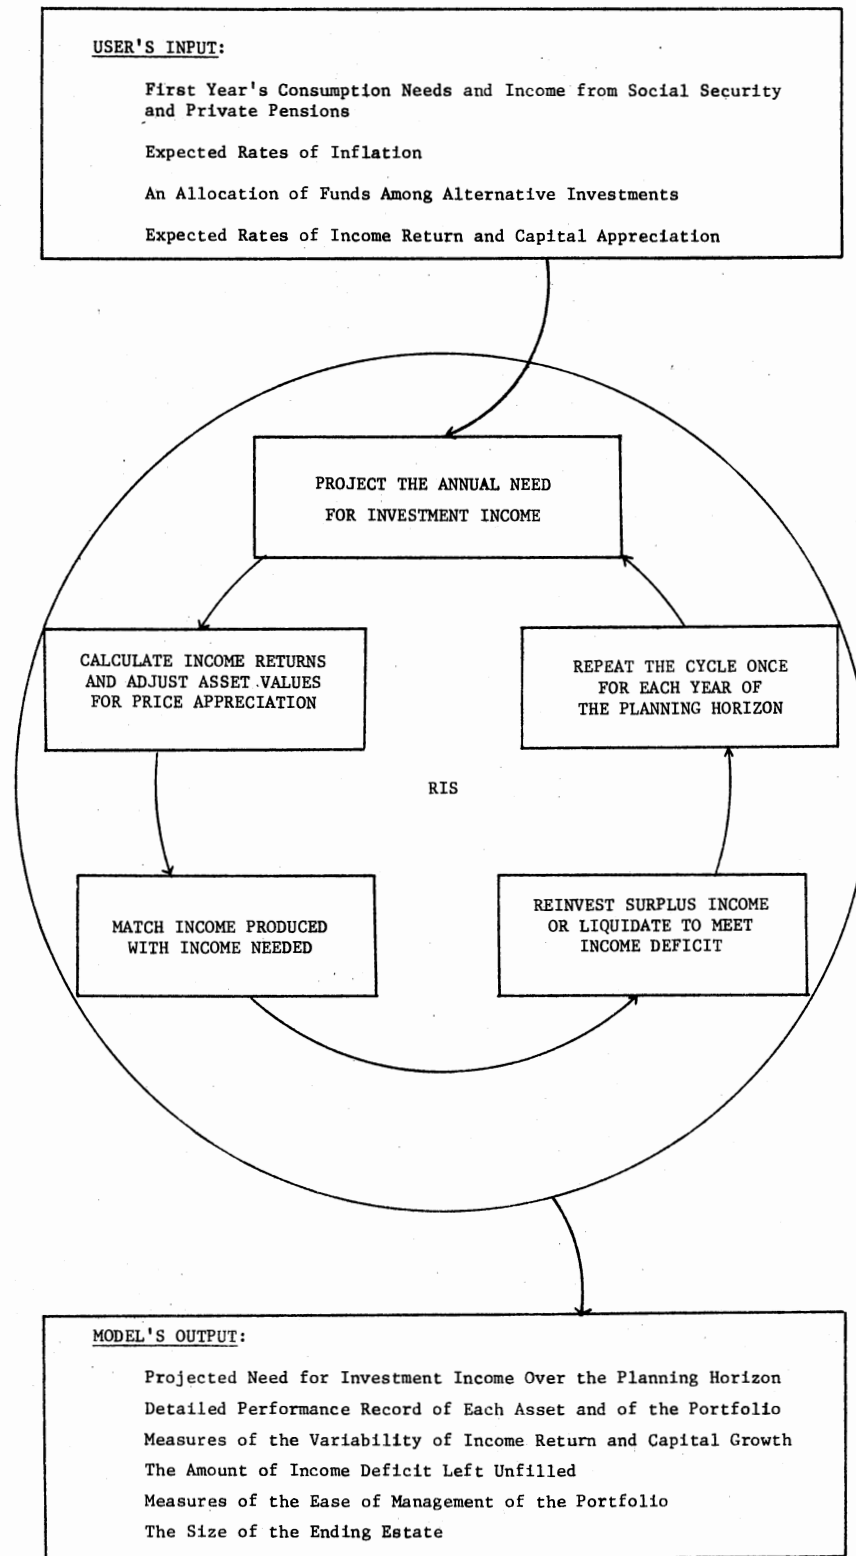 USER'S INPUT:
First Year's Consumption Needs and Income from Social Security
and Private Pensions
Expected Rates of Inflation
An Allocation of Funds Among Alternative Investments
Expected Rates of Income Return and Capital Appreciation
PROJECT THE ANNUAL NEED
FOR INVESTMENT INCOME
CALCULATE INCOME RETURNS
AND ADJUST ASSET VALUES
FOR PRICE APPRECIATION
REPEAT THE CYCLE ONCE
FOR EACH YEAR OF
THE PLANNING HORIZON
RIS
MATCH INCOME PRODUCED
WITH INCOME NEEDED
REINVEST SURPLUS INCOME
OR LIQUIDATE TO MEET
INCOME DEFICIT
MODEL'S OUTPUT:
Projected Need for Investment Income Over the Planning Horizon
Detailed Performance Record of Each Asset and of the Portfolio
Measures of the Variability of Income Return and Capital Growth
The Amount of Income Deficit Left Unfilled
Measures of the Ease of Management of the Portfolio
The Size of the Ending Estate